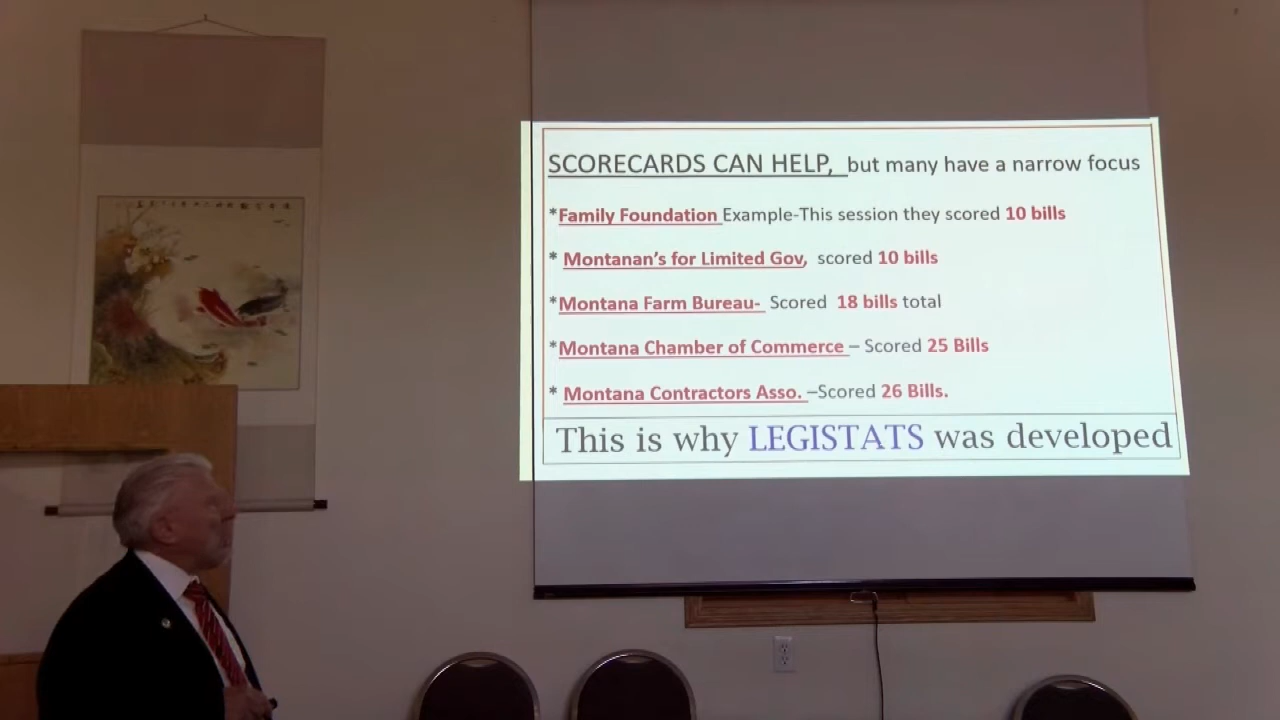 SCORECARDS CAN HELP, but many have a narrow focus
*Family Foundation Example-This session they scored 10 bills
* Montanan's for Limited Gov, scored 10 bills
*Montana Farm Bureau- Scored 18 bills total
*Montana Chamber of Commerce – Scored 25 Bills
* Montana Contractors Asso. –Scored 26 Bills.
This is why LEGISTATS was developed